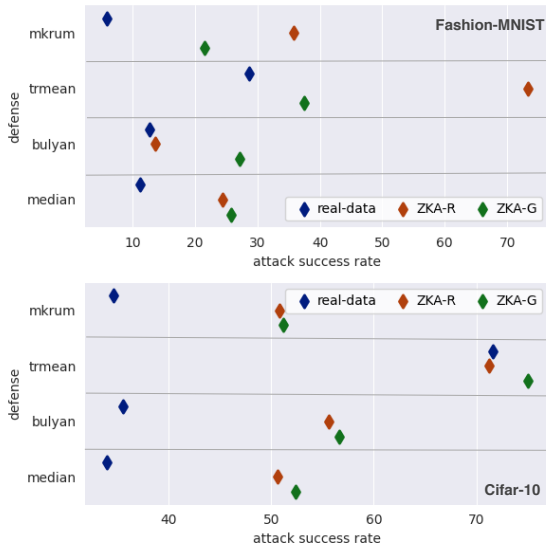 Fashion-MNIST
mkrum
trmean
bulyan
median
defense
real-data ZKA-R ZKA-G
10 20 30 40 50 60 70
attack success rate
real-data ZKA-R ZKA-G
mkrum
trmean
bulyan
median
defense
Cifar-10
40 50 60 70
attack success rate